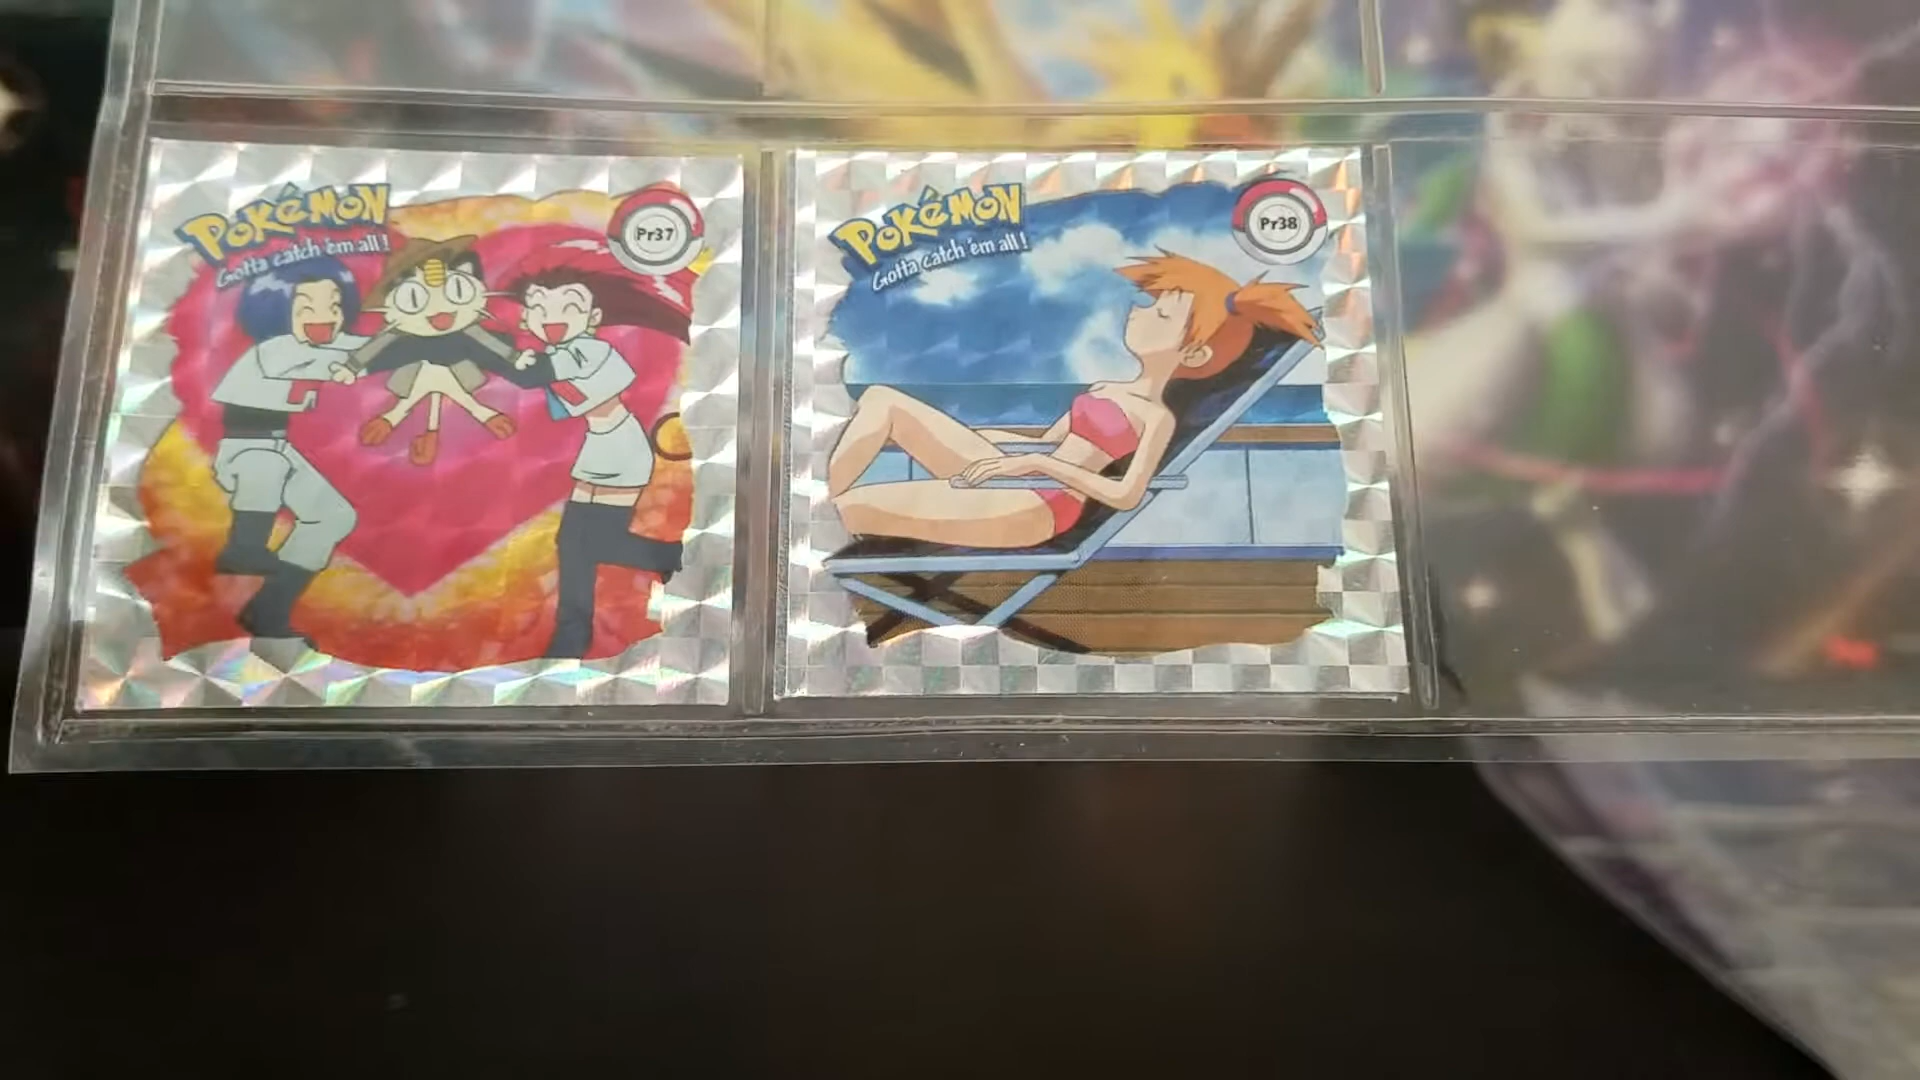 POKéMON
Gotta catch 'em all!
Pr37
POKéMON
Gotta catch 'em all!
Pr38